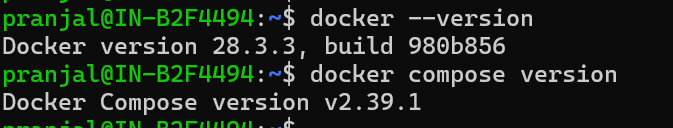 pranjal@IN-B2F4494:~$ docker --version
Docker version 28.3.3, build 980b856
pranjal@IN-B2F4494:~$ docker compose version
Docker Compose version v2.39.1